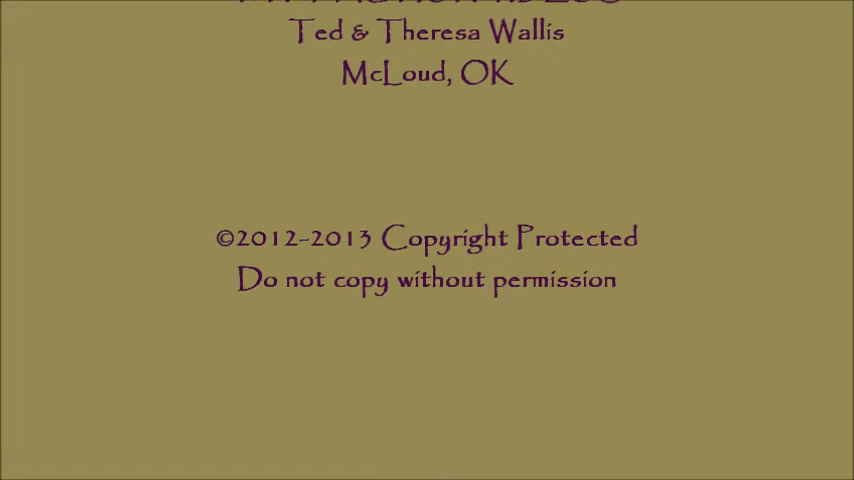 Ted & Theresa Wallis
McLoud, OK
©2012-2013 Copyright Protected
Do not copy without permission